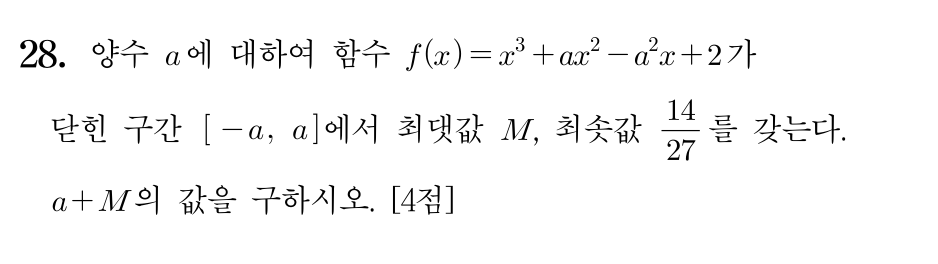 28. 양수 a에 대하여 함수 f(x)=x³+ax²-a²x+2가
닫힌 구간 [-a, a]에서 최댓값 M, 최솟값 14/27를 갖는다.
a+M의 값을 구하시오. [4점]